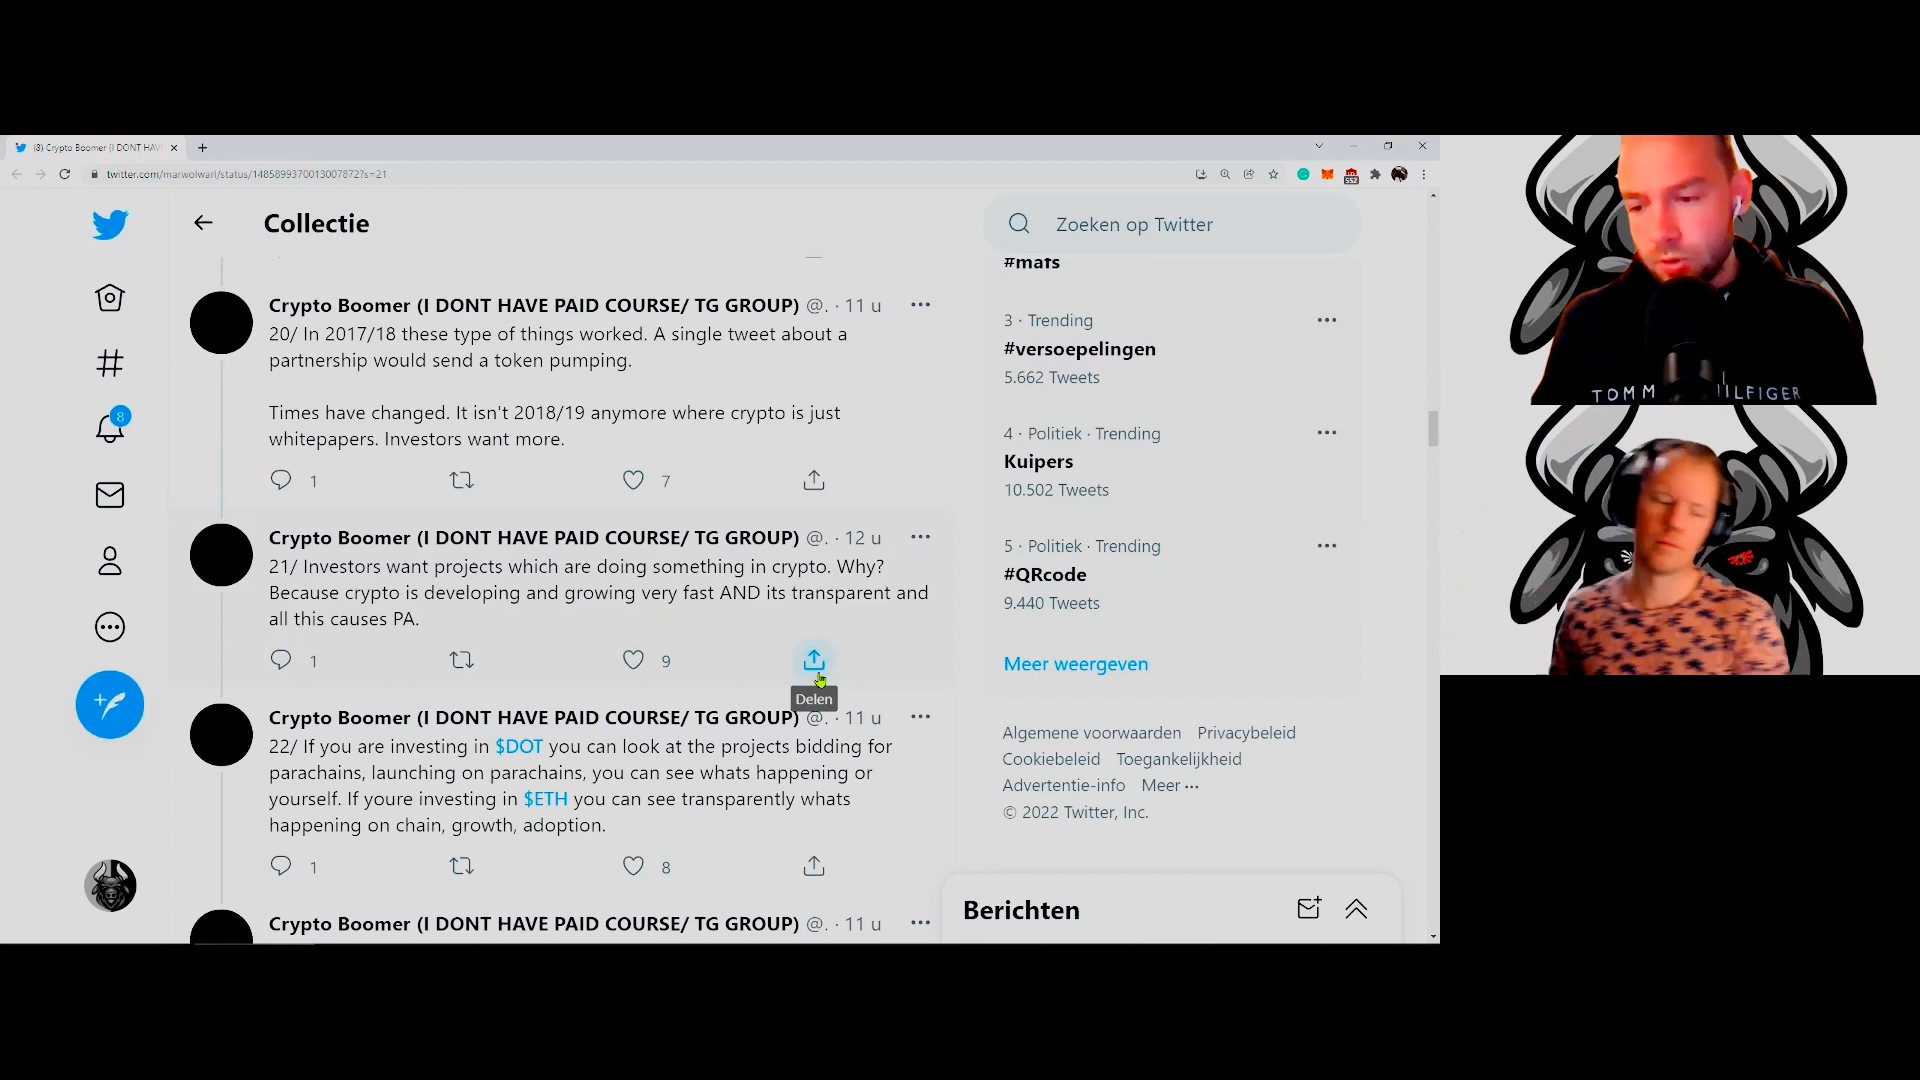 (8) Crypto Boomer (I DONT HAV
twitter.com/marwolwarl/status/1485899370013007872?s=21
Collectie
Zoeken op Twitter
#mafs
Crypto Boomer (I DONT HAVE PAID COURSE/ TG GROUP) @. · 11 u
20/ In 2017/18 these type of things worked. A single tweet about a
partnership would send a token pumping.
Times have changed. It isn't 2018/19 anymore where crypto is just
whitepapers. Investors want more.
1
7
Crypto Boomer (I DONT HAVE PAID COURSE/ TG GROUP) @. · 12 u
21/ Investors want projects which are doing something in crypto. Why?
Because crypto is developing and growing very fast AND its transparent and
all this causes PA.
1
9
Delen
Crypto Boomer (I DONT HAVE PAID COURSE/ TG GROUP) @. · 11 u
22/ If you are investing in $DOT you can look at the projects bidding for
parachains, launching on parachains, you can see whats happening or
yourself. If youre investing in $ETH you can see transparently whats
happening on chain, growth, adoption.
1
8
Crypto Boomer (I DONT HAVE PAID COURSE/ TG GROUP) @. · 11 u
8
3 · Trending
#versoepelingen
5.662 Tweets
4 · Politiek · Trending
Kuipers
10.502 Tweets
5 · Politiek · Trending
#QRcode
9.440 Tweets
Meer weergeven
Algemene voorwaarden Privacybeleid
Cookiebeleid Toegankelijkheid
Advertentie-info Meer ···
© 2022 Twitter, Inc.
Berichten
TOMM ILFIGER